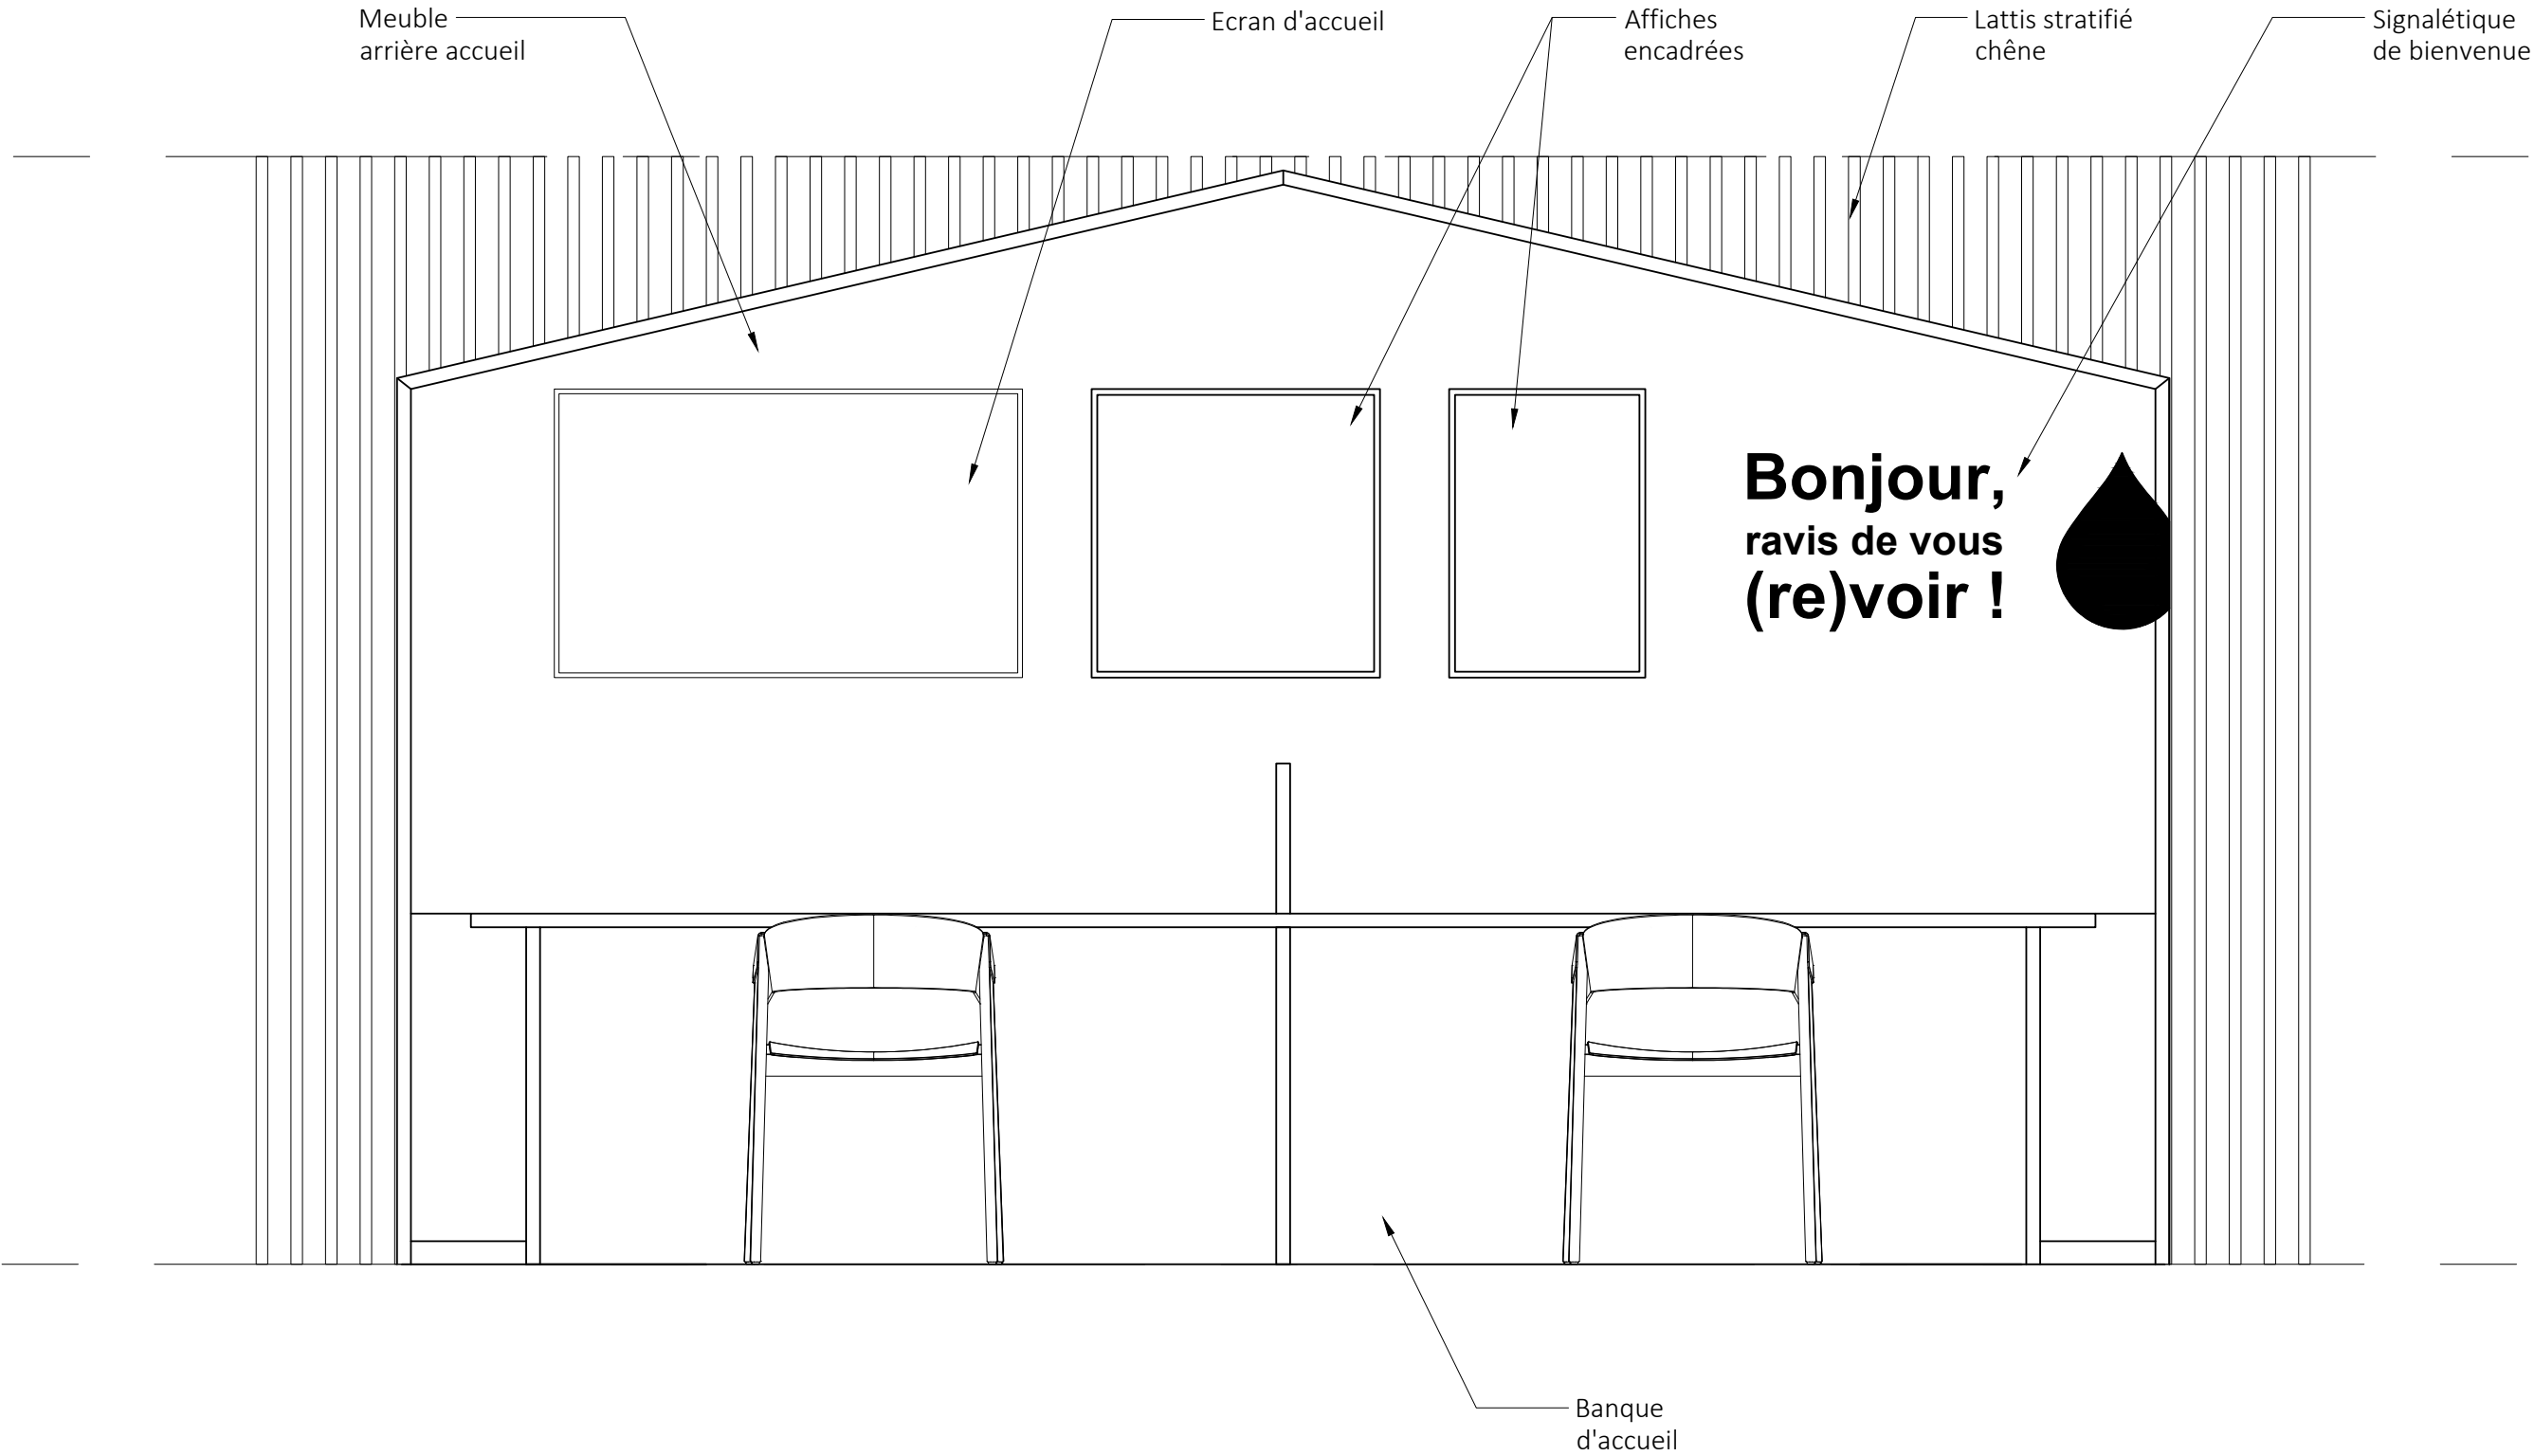 Meuble
arrière accueil
Ecran d'accueil
Affiches
encadrées
Lattis stratifié
chêne
Signalétique
de bienvenue
Bonjour,
ravis de vous
(re)voir !
Banque
d'accueil